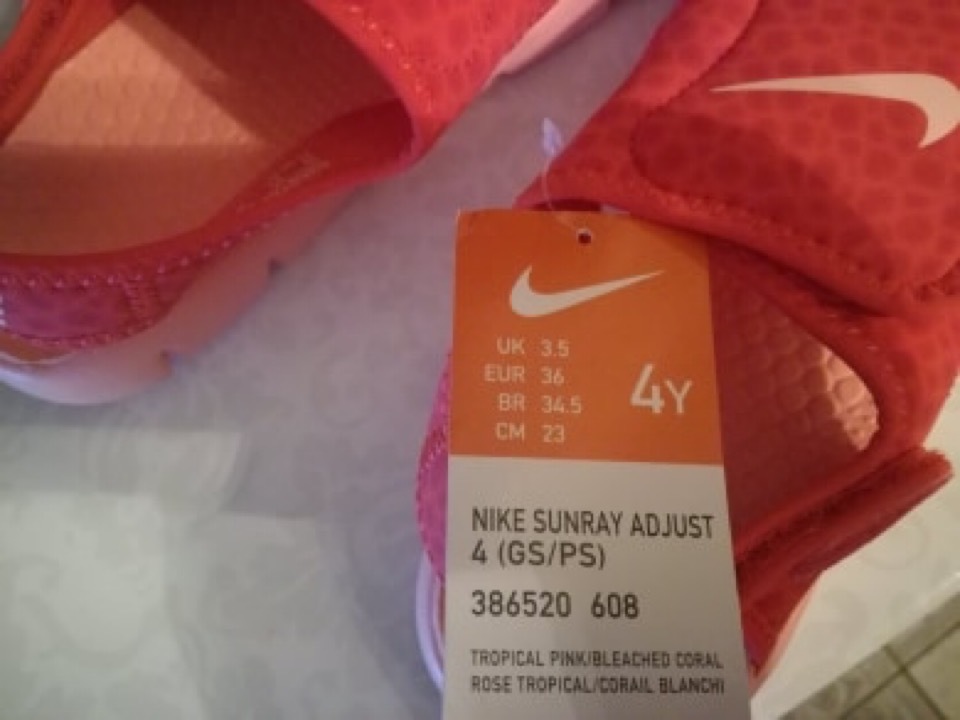 UK 3.5
EUR 36
BR 34.5
CM 23
4Y
NIKE SUNRAY ADJUST
4 (GS/PS)
386520 608
TROPICAL PINK/BLEACHED CORAL
ROSE TROPICAL/CORAIL BLANCHI